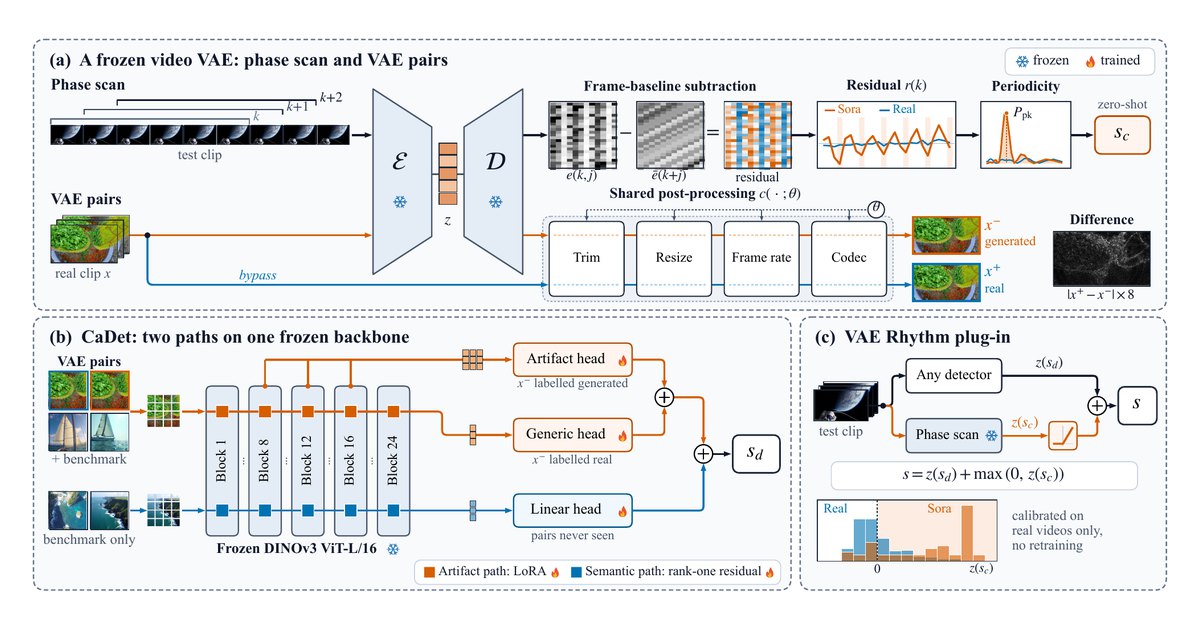 (a) A frozen video VAE: phase scan and VAE pairs
frozen trained
Phase scan
k+2
k+1
k
test clip
ℰ
z
𝒟
Frame-baseline subtraction
e(k, j)
−
ẽ(k+j)
=
residual
Residual r(k)
Sora Real
Periodicity
P_pk
zero-shot
s_c
VAE pairs
real clip x
bypass
Shared post-processing c( · ; θ)
θ
Trim
Resize
Frame rate
Codec
x⁻
generated
x⁺
real
Difference
|x⁺ − x⁻| × 8
(b) CaDet: two paths on one frozen backbone
VAE pairs
+ benchmark
benchmark only
Block 1
...
Block 8
...
Block 12
...
Block 16
...
Block 24
Frozen DINOv3 ViT-L/16
Artifact head
x⁻ labelled generated
Generic head
x⁻ labelled real
Linear head
pairs never seen
+
+
s_d
Artifact path: LoRA
Semantic path: rank-one residual
(c) VAE Rhythm plug-in
test clip
Any detector
z(s_d)
Phase scan
z(s_c)
+
s
s = z(s_d) + max (0, z(s_c))
Real
Sora
0
z(s_c)
calibrated on
real videos only,
no retraining